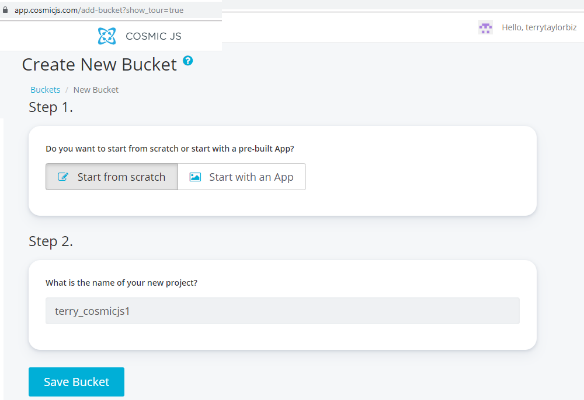 app.cosmicjs.com/add-bucket?show_tour=true
COSMIC JS
Hello, terrytaylorbiz
Create New Bucket ?
Buckets / New Bucket
Step 1.
Do you want to start from scratch or start with a pre-built App?
Start from scratch Start with an App
Step 2.
What is the name of your new project?
terry_cosmicjs1
Save Bucket